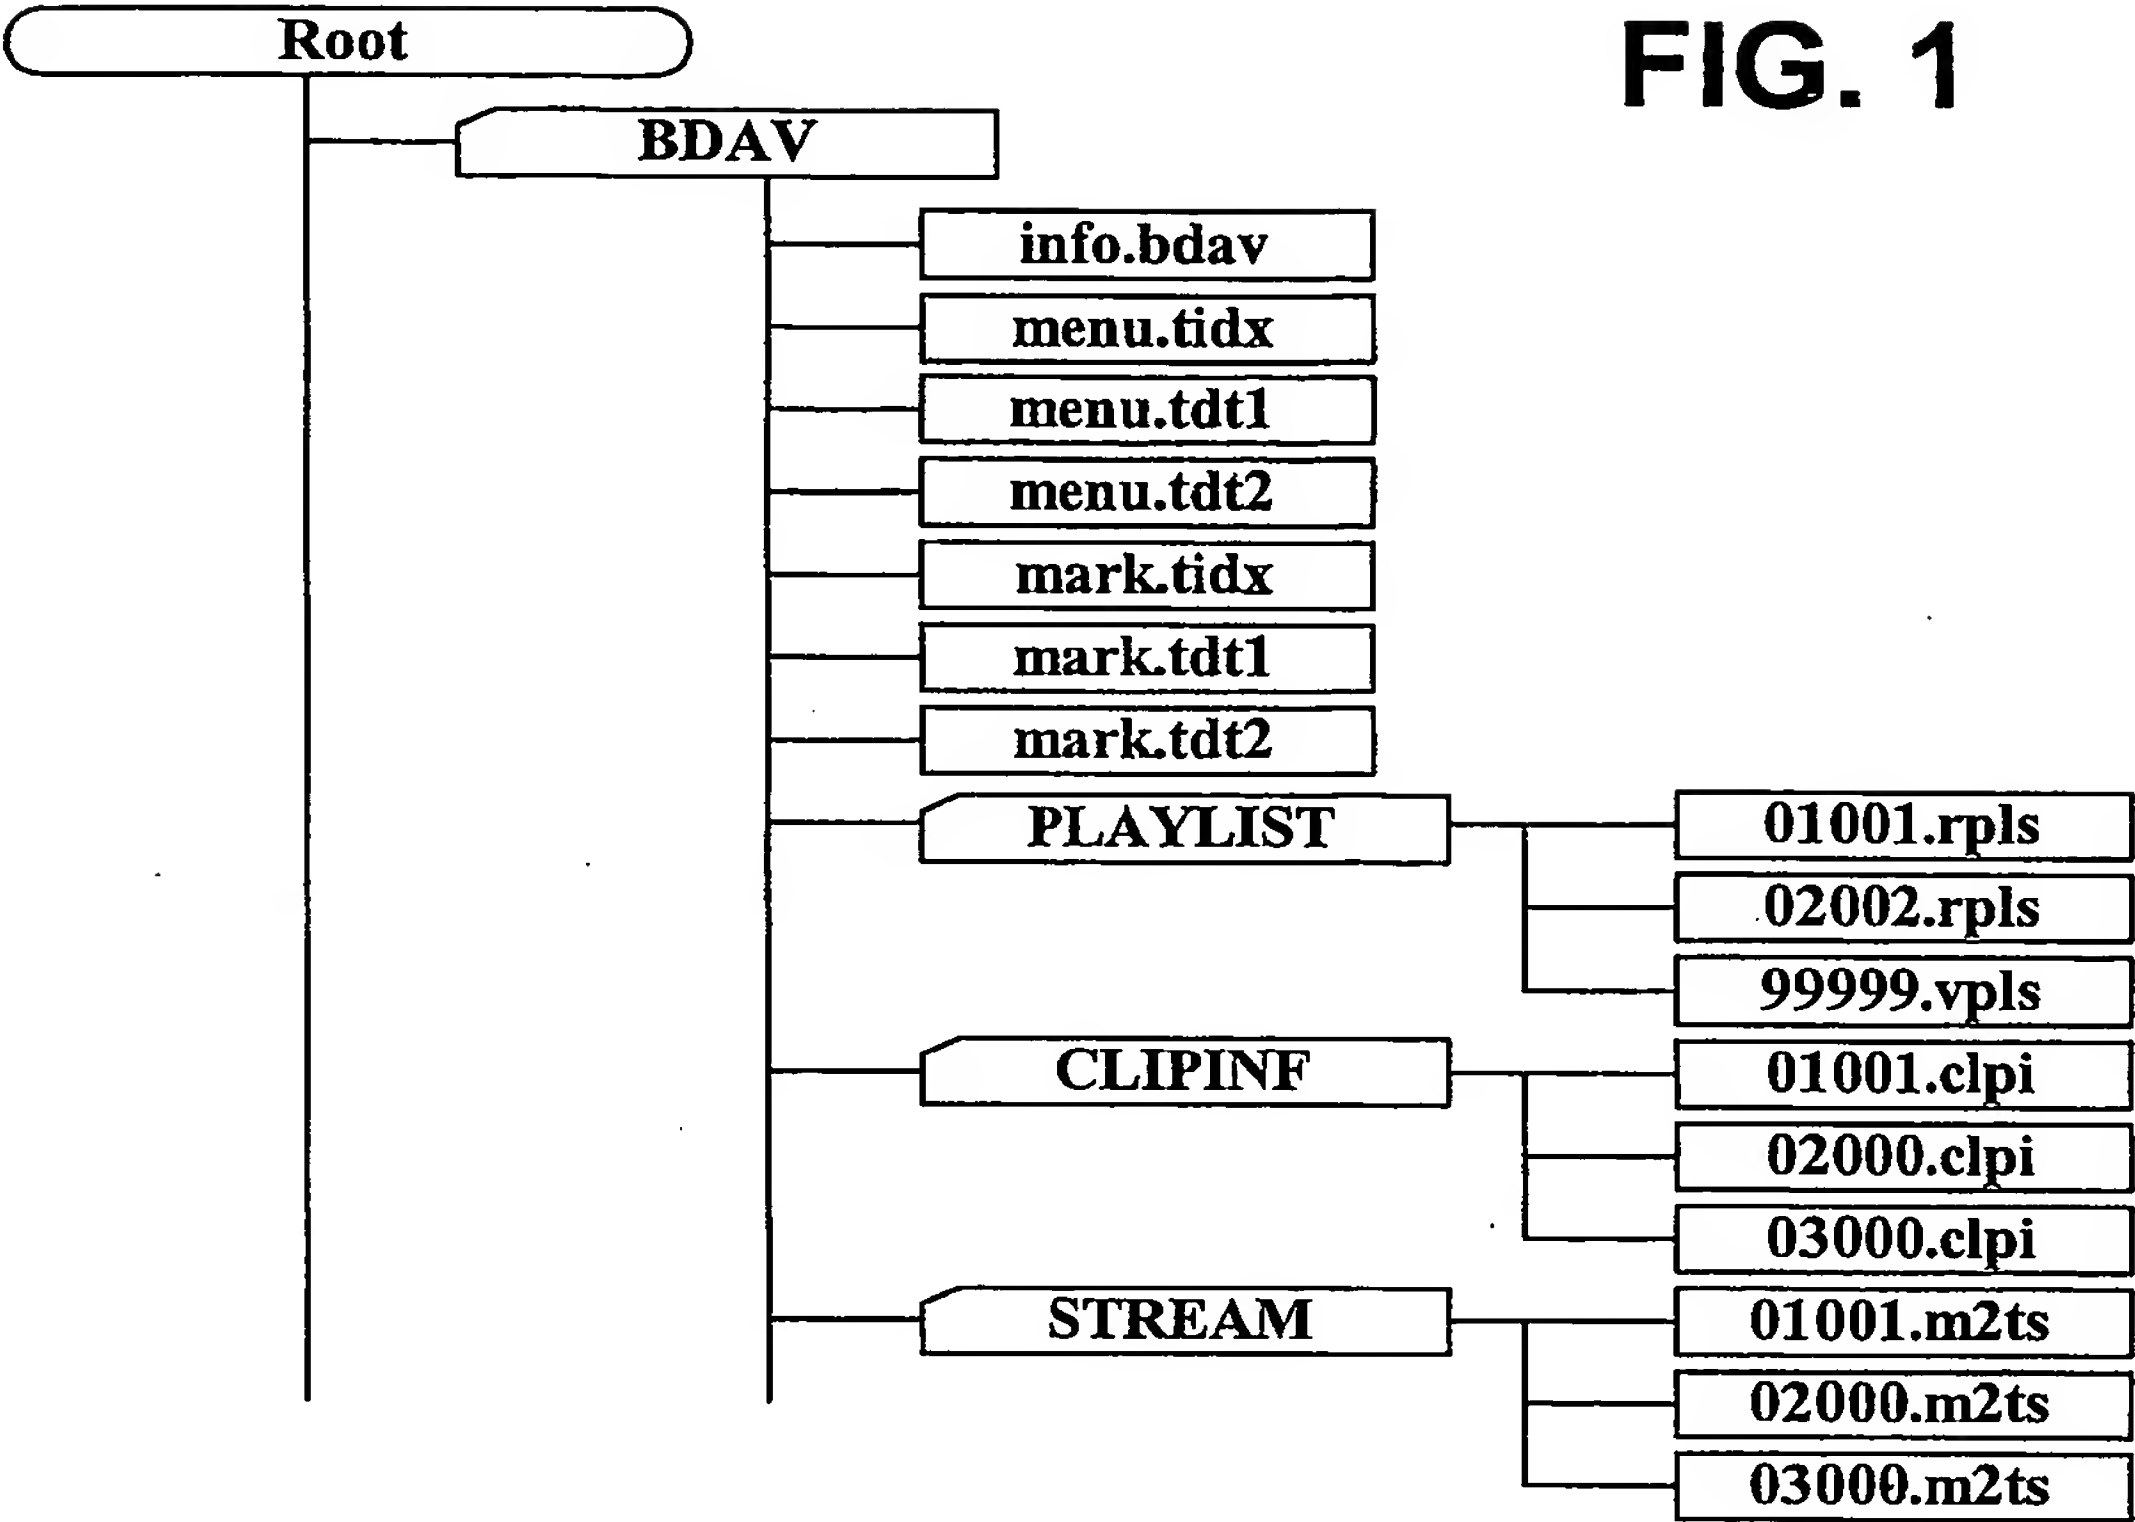 Root
FIG. 1
BDAV
info.bdav
menu.tidx
menu.tdt1
menu.tdt2
mark.tidx
mark.tdt1
mark.tdt2
PLAYLIST
01001.rpls
02002.rpls
99999.vpls
CLIPINF
01001.clpi
02000.clpi
03000.clpi
STREAM
01001.m2ts
02000.m2ts
03000.m2ts